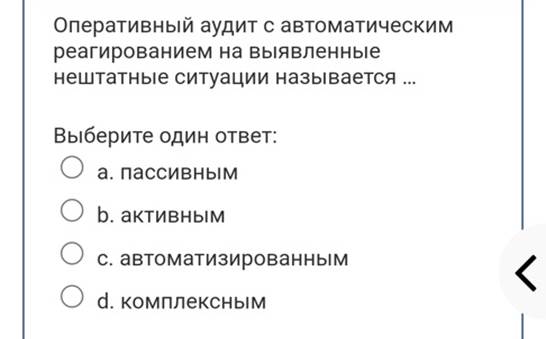 Оперативный аудит с автоматическим
реагированием на выявленные
нештатные ситуации называется ...
Выберите один ответ:
a. пассивным
b. активным
c. автоматизированным
d. комплексным